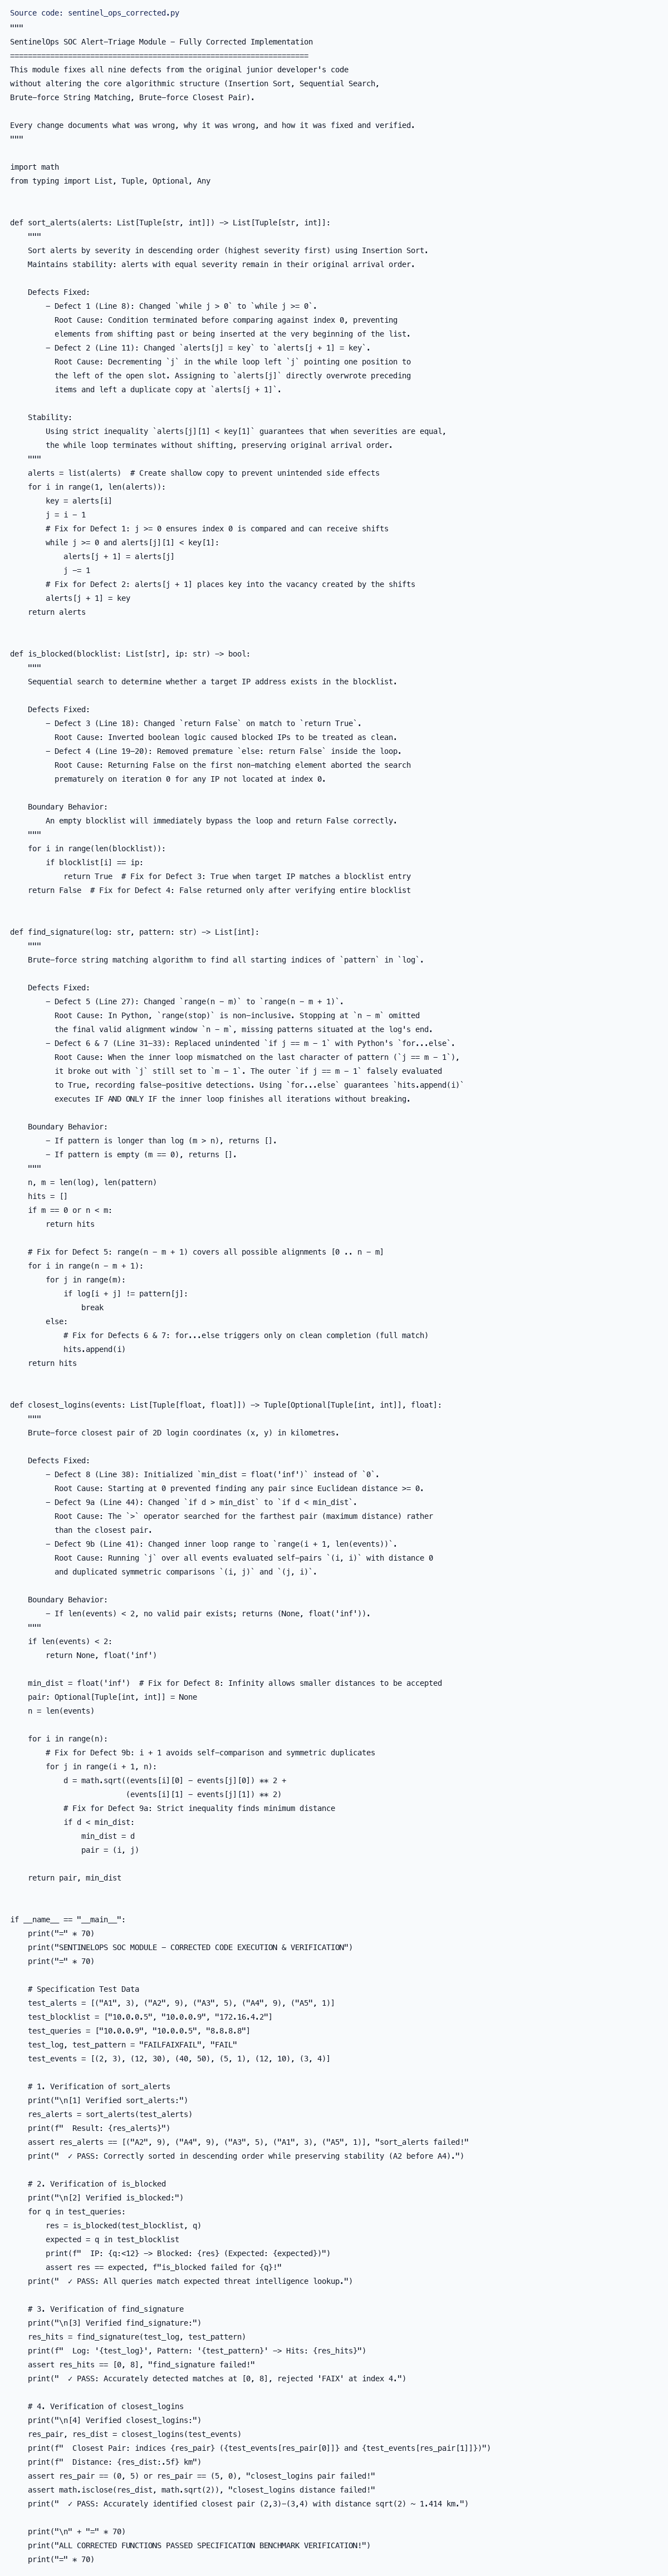 Source code: sentinel_ops_corrected.py
"""
SentinelOps SOC Alert-Triage Module - Fully Corrected Implementation
===================================================================
This module fixes all nine defects from the original junior developer's code
without altering the core algorithmic structure (Insertion Sort, Sequential Search,
Brute-force String Matching, Brute-force Closest Pair).

Every change documents what was wrong, why it was wrong, and how it was fixed and verified.
"""

import math
from typing import List, Tuple, Optional, Any


def sort_alerts(alerts: List[Tuple[str, int]]) -> List[Tuple[str, int]]:
    """
    Sort alerts by severity in descending order (highest severity first) using Insertion Sort.
    Maintains stability: alerts with equal severity remain in their original arrival order.

    Defects Fixed:
        - Defect 1 (Line 8): Changed `while j > 0` to `while j >= 0`.
          Root Cause: Condition terminated before comparing against index 0, preventing
          elements from shifting past or being inserted at the very beginning of the list.
        - Defect 2 (Line 11): Changed `alerts[j] = key` to `alerts[j + 1] = key`.
          Root Cause: Decrementing `j` in the while loop left `j` pointing one position to
          the left of the open slot. Assigning to `alerts[j]` directly overwrote preceding
          items and left a duplicate copy at `alerts[j + 1]`.

    Stability:
        Using strict inequality `alerts[j][1] < key[1]` guarantees that when severities are equal,
        the while loop terminates without shifting, preserving original arrival order.
    """
    alerts = list(alerts)  # Create shallow copy to prevent unintended side effects
    for i in range(1, len(alerts)):
        key = alerts[i]
        j = i - 1
        # Fix for Defect 1: j >= 0 ensures index 0 is compared and can receive shifts
        while j >= 0 and alerts[j][1] < key[1]:
            alerts[j + 1] = alerts[j]
            j -= 1
        # Fix for Defect 2: alerts[j + 1] places key into the vacancy created by the shifts
        alerts[j + 1] = key
    return alerts


def is_blocked(blocklist: List[str], ip: str) -> bool:
    """
    Sequential search to determine whether a target IP address exists in the blocklist.

    Defects Fixed:
        - Defect 3 (Line 18): Changed `return False` on match to `return True`.
          Root Cause: Inverted boolean logic caused blocked IPs to be treated as clean.
        - Defect 4 (Line 19-20): Removed premature `else: return False` inside the loop.
          Root Cause: Returning False on the first non-matching element aborted the search
          prematurely on iteration 0 for any IP not located at index 0.

    Boundary Behavior:
        An empty blocklist will immediately bypass the loop and return False correctly.
    """
    for i in range(len(blocklist)):
        if blocklist[i] == ip:
            return True  # Fix for Defect 3: True when target IP matches a blocklist entry
    return False  # Fix for Defect 4: False returned only after verifying entire blocklist


def find_signature(log: str, pattern: str) -> List[int]:
    """
    Brute-force string matching algorithm to find all starting indices of `pattern` in `log`.

    Defects Fixed:
        - Defect 5 (Line 27): Changed `range(n - m)` to `range(n - m + 1)`.
          Root Cause: In Python, `range(stop)` is non-inclusive. Stopping at `n - m` omitted
          the final valid alignment window `n - m`, missing patterns situated at the log's end.
        - Defect 6 & 7 (Line 31-33): Replaced unindented `if j == m - 1` with Python's `for...else`.
          Root Cause: When the inner loop mismatched on the last character of pattern (`j == m - 1`),
          it broke out with `j` still set to `m - 1`. The outer `if j == m - 1` falsely evaluated
          to True, recording false-positive detections. Using `for...else` guarantees `hits.append(i)`
          executes IF AND ONLY IF the inner loop finishes all iterations without breaking.

    Boundary Behavior:
        - If pattern is longer than log (m > n), returns [].
        - If pattern is empty (m == 0), returns [].
    """
    n, m = len(log), len(pattern)
    hits = []
    if m == 0 or n < m:
        return hits

    # Fix for Defect 5: range(n - m + 1) covers all possible alignments [0 .. n - m]
    for i in range(n - m + 1):
        for j in range(m):
            if log[i + j] != pattern[j]:
                break
        else:
            # Fix for Defects 6 & 7: for...else triggers only on clean completion (full match)
            hits.append(i)
    return hits


def closest_logins(events: List[Tuple[float, float]]) -> Tuple[Optional[Tuple[int, int]], float]:
    """
    Brute-force closest pair of 2D login coordinates (x, y) in kilometres.

    Defects Fixed:
        - Defect 8 (Line 38): Initialized `min_dist = float('inf')` instead of `0`.
          Root Cause: Starting at 0 prevented finding any pair since Euclidean distance >= 0.
        - Defect 9a (Line 44): Changed `if d > min_dist` to `if d < min_dist`.
          Root Cause: The `>` operator searched for the farthest pair (maximum distance) rather
          than the closest pair.
        - Defect 9b (Line 41): Changed inner loop range to `range(i + 1, len(events))`.
          Root Cause: Running `j` over all events evaluated self-pairs `(i, i)` with distance 0
          and duplicated symmetric comparisons `(i, j)` and `(j, i)`.

    Boundary Behavior:
        - If len(events) < 2, no valid pair exists; returns (None, float('inf')).
    """
    if len(events) < 2:
        return None, float('inf')

    min_dist = float('inf')  # Fix for Defect 8: Infinity allows smaller distances to be accepted
    pair: Optional[Tuple[int, int]] = None
    n = len(events)

    for i in range(n):
        # Fix for Defect 9b: i + 1 avoids self-comparison and symmetric duplicates
        for j in range(i + 1, n):
            d = math.sqrt((events[i][0] - events[j][0]) ** 2 +
                          (events[i][1] - events[j][1]) ** 2)
            # Fix for Defect 9a: Strict inequality finds minimum distance
            if d < min_dist:
                min_dist = d
                pair = (i, j)

    return pair, min_dist


if __name__ == "__main__":
    print("=" * 70)
    print("SENTINELOPS SOC MODULE - CORRECTED CODE EXECUTION & VERIFICATION")
    print("=" * 70)

    # Specification Test Data
    test_alerts = [("A1", 3), ("A2", 9), ("A3", 5), ("A4", 9), ("A5", 1)]
    test_blocklist = ["10.0.0.5", "10.0.0.9", "172.16.4.2"]
    test_queries = ["10.0.0.9", "10.0.0.5", "8.8.8.8"]
    test_log, test_pattern = "FAILFAIXFAIL", "FAIL"
    test_events = [(2, 3), (12, 30), (40, 50), (5, 1), (12, 10), (3, 4)]

    # 1. Verification of sort_alerts
    print("\n[1] Verified sort_alerts:")
    res_alerts = sort_alerts(test_alerts)
    print(f"  Result: {res_alerts}")
    assert res_alerts == [("A2", 9), ("A4", 9), ("A3", 5), ("A1", 3), ("A5", 1)], "sort_alerts failed!"
    print("  ✓ PASS: Correctly sorted in descending order while preserving stability (A2 before A4).")

    # 2. Verification of is_blocked
    print("\n[2] Verified is_blocked:")
    for q in test_queries:
        res = is_blocked(test_blocklist, q)
        expected = q in test_blocklist
        print(f"  IP: {q:<12} -> Blocked: {res} (Expected: {expected})")
        assert res == expected, f"is_blocked failed for {q}!"
    print("  ✓ PASS: All queries match expected threat intelligence lookup.")

    # 3. Verification of find_signature
    print("\n[3] Verified find_signature:")
    res_hits = find_signature(test_log, test_pattern)
    print(f"  Log: '{test_log}', Pattern: '{test_pattern}' -> Hits: {res_hits}")
    assert res_hits == [0, 8], "find_signature failed!"
    print("  ✓ PASS: Accurately detected matches at [0, 8], rejected 'FAIX' at index 4.")

    # 4. Verification of closest_logins
    print("\n[4] Verified closest_logins:")
    res_pair, res_dist = closest_logins(test_events)
    print(f"  Closest Pair: indices {res_pair} ({test_events[res_pair[0]]} and {test_events[res_pair[1]]})")
    print(f"  Distance: {res_dist:.5f} km")
    assert res_pair == (0, 5) or res_pair == (5, 0), "closest_logins pair failed!"
    assert math.isclose(res_dist, math.sqrt(2)), "closest_logins distance failed!"
    print("  ✓ PASS: Accurately identified closest pair (2,3)-(3,4) with distance sqrt(2) ~ 1.414 km.")

    print("\n" + "=" * 70)
    print("ALL CORRECTED FUNCTIONS PASSED SPECIFICATION BENCHMARK VERIFICATION!")
    print("=" * 70)